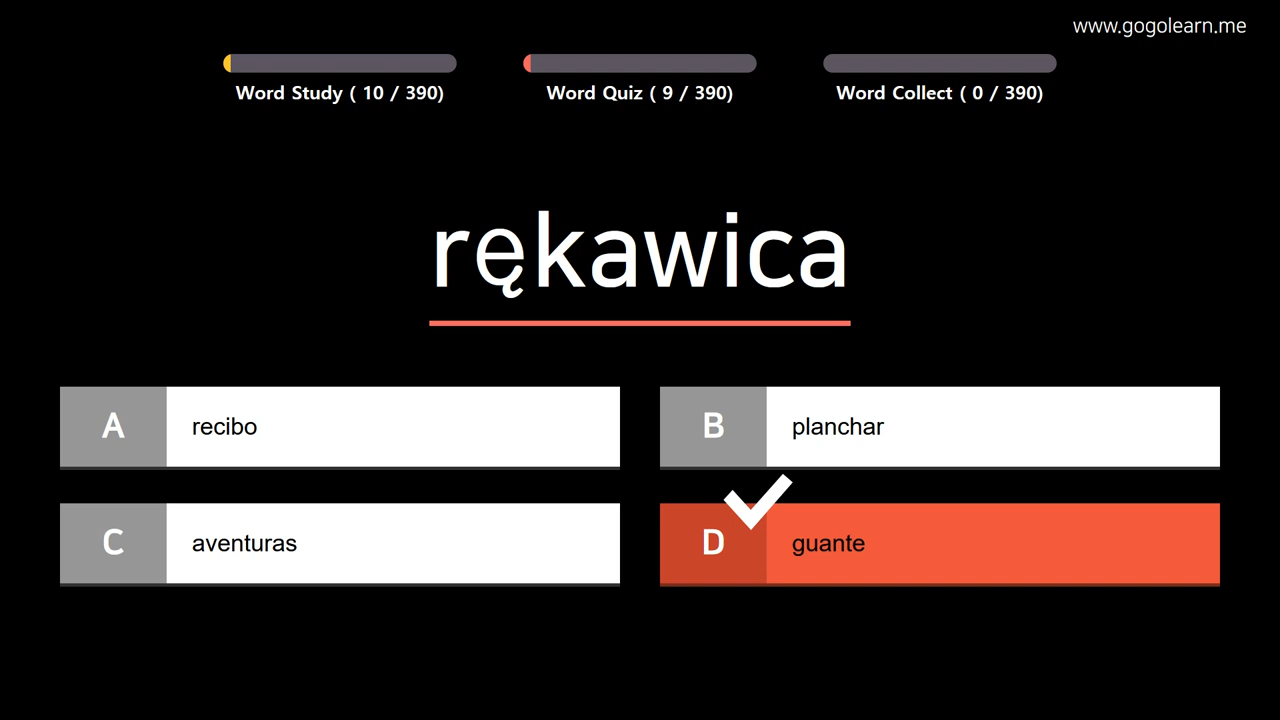 www.gogolearn.me
Word Study ( 10 / 390)
Word Quiz ( 9 / 390)
Word Collect ( 0 / 390)
rękawica
A recibo
B planchar
C aventuras
D guante